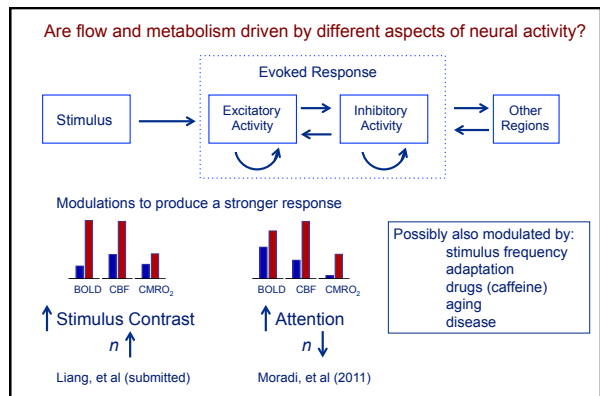 Are flow and metabolism driven by different aspects of neural activity?
Evoked Response
Stimulus
Excitatory
Activity
Inhibitory
Activity
Other
Regions
Modulations to produce a stronger response
BOLD CBF CMRO₂
↑ Stimulus Contrast
n ↑
Liang, et al (submitted)
BOLD CBF CMRO₂
↑ Attention
n ↓
Moradi, et al (2011)
Possibly also modulated by:
stimulus frequency
adaptation
drugs (caffeine)
aging
disease